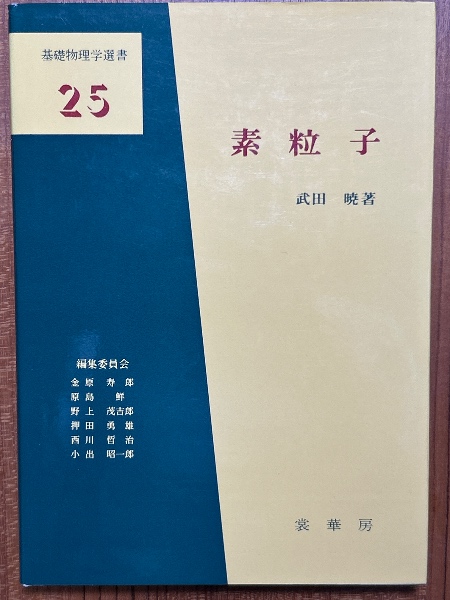 基礎物理学選書
25
素粒子
武田 暁著
編集委員会
金原 寿郎
原島 鮮
野上 茂吉郎
押田 勇雄
西川 哲治
小出 昭一郎
裳華房